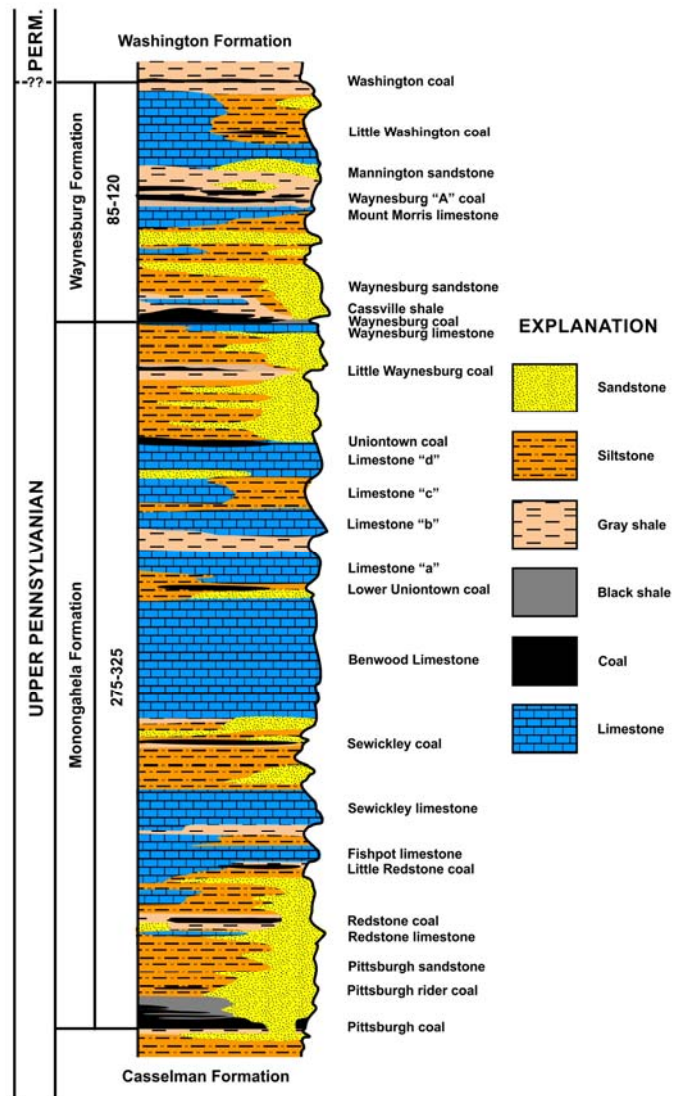 Washington Formation
PERM.
??
UPPER PENNSYLVANIAN
Waynesburg Formation
85-120
Monongahela Formation
275-325
Washington coal
Little Washington coal
Mannington sandstone
Waynesburg “A” coal
Mount Morris limestone
Waynesburg sandstone
Cassville shale
Waynesburg coal
Waynesburg limestone
Little Waynesburg coal
Uniontown coal
Limestone “d”
Limestone “c”
Limestone “b”
Limestone “a”
Lower Uniontown coal
Benwood Limestone
Sewickley coal
Sewickley limestone
Fishpot limestone
Little Redstone coal
Redstone coal
Redstone limestone
Pittsburgh sandstone
Pittsburgh rider coal
Pittsburgh coal
Casselman Formation
EXPLANATION
Sandstone
Siltstone
Gray shale
Black shale
Coal
Limestone